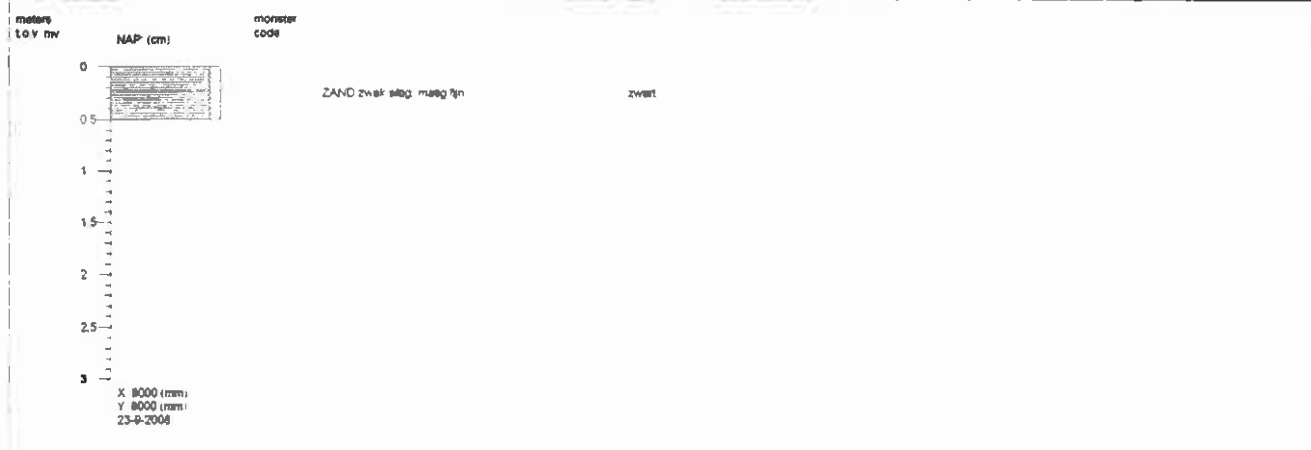 meters
t.o.v. mv
monster
code
NAP (cm)
0
ZAND zwak siltig, matig fijn
zwart
0.5
1
1.5
2
2.5
3
X: 8000 (mm)
Y: 8000 (mm)
23-9-2008